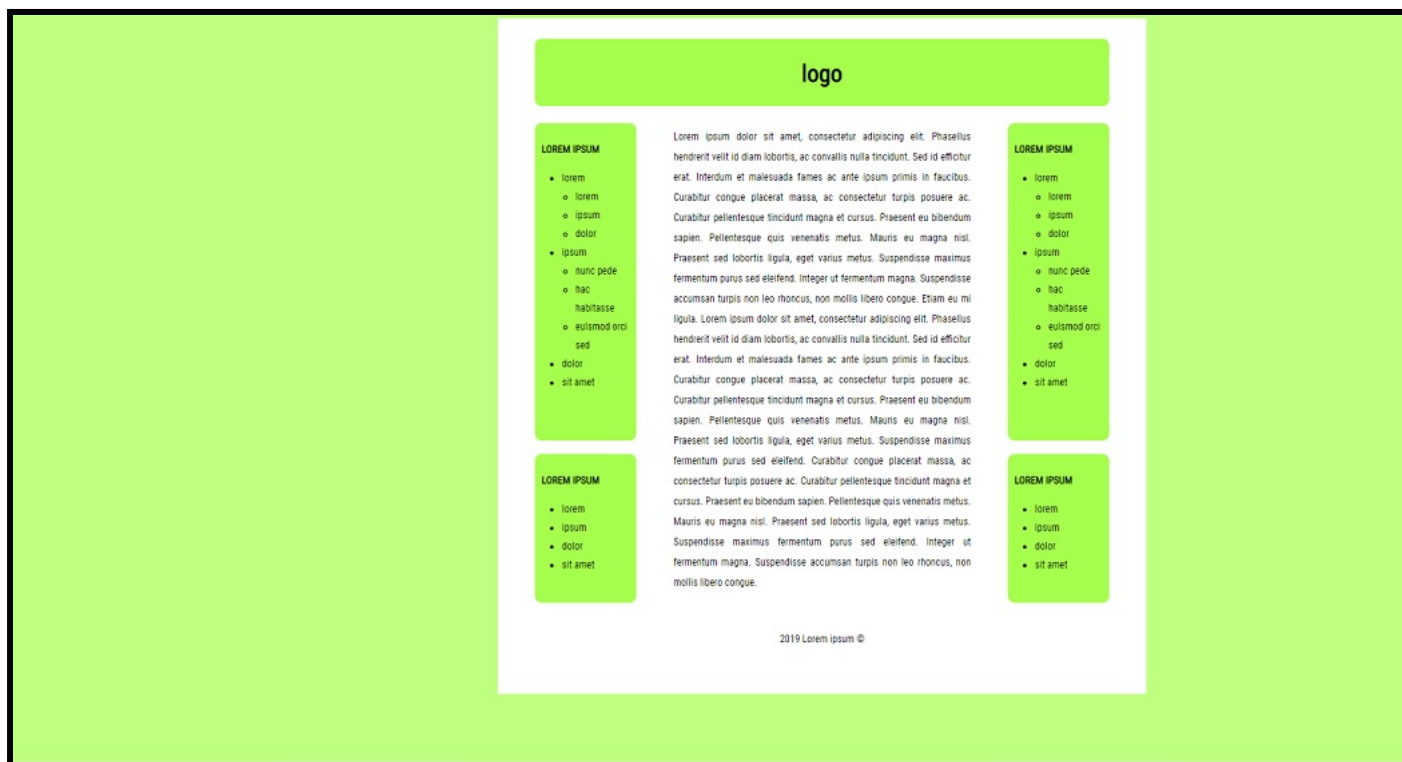 logo
LOREM IPSUM
• lorem
◦ lorem
◦ ipsum
◦ dolor
• ipsum
◦ nunc pede
◦ hac
habitasse
◦ euismod orci
sed
• dolor
• sit amet
LOREM IPSUM
• lorem
• ipsum
• dolor
• sit amet
Lorem ipsum dolor sit amet, consectetur adipiscing elit. Phasellus
hendrerit velit id diam lobortis, ac convallis nulla tincidunt. Sed id efficitur
erat. Interdum et malesuada fames ac ante ipsum primis in faucibus.
Curabitur congue placerat massa, ac consectetur turpis posuere ac.
Curabitur pellentesque tincidunt magna et cursus. Praesent eu bibendum
sapien. Pellentesque quis venenatis metus. Mauris eu magna nisl.
Praesent sed lobortis ligula, eget varius metus. Suspendisse maximus
fermentum purus sed eleifend. Integer ut fermentum magna. Suspendisse
accumsan turpis non leo rhoncus, non mollis libero congue. Etiam eu mi
ligula. Lorem ipsum dolor sit amet, consectetur adipiscing elit. Phasellus
hendrerit velit id diam lobortis, ac convallis nulla tincidunt. Sed id efficitur
erat. Interdum et malesuada fames ac ante ipsum primis in faucibus.
Curabitur congue placerat massa, ac consectetur turpis posuere ac.
Curabitur pellentesque tincidunt magna et cursus. Praesent eu bibendum
sapien. Pellentesque quis venenatis metus. Mauris eu magna nisl.
Praesent sed lobortis ligula, eget varius metus. Suspendisse maximus
fermentum purus sed eleifend. Curabitur congue placerat massa, ac
consectetur turpis posuere ac. Curabitur pellentesque tincidunt magna et
cursus. Praesent eu bibendum sapien. Pellentesque quis venenatis metus.
Mauris eu magna nisl. Praesent sed lobortis ligula, eget varius metus.
Suspendisse maximus fermentum purus sed eleifend. Integer ut
fermentum magna. Suspendisse accumsan turpis non leo rhoncus, non
mollis libero congue.
LOREM IPSUM
• lorem
◦ lorem
◦ ipsum
◦ dolor
• ipsum
◦ nunc pede
◦ hac
habitasse
◦ euismod orci
sed
• dolor
• sit amet
LOREM IPSUM
• lorem
• ipsum
• dolor
• sit amet
2019 Lorem ipsum ©